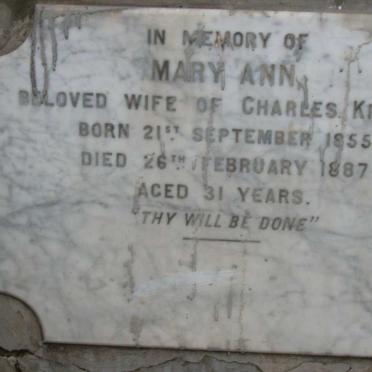 IN MEMORY OF
MARY ANN,
BELOVED WIFE OF CHARLES
BORN 21ST SEPTEMBER 1855
DIED 26TH FEBRUARY 1887
AGED 31 YEARS.
"THY WILL BE DONE"